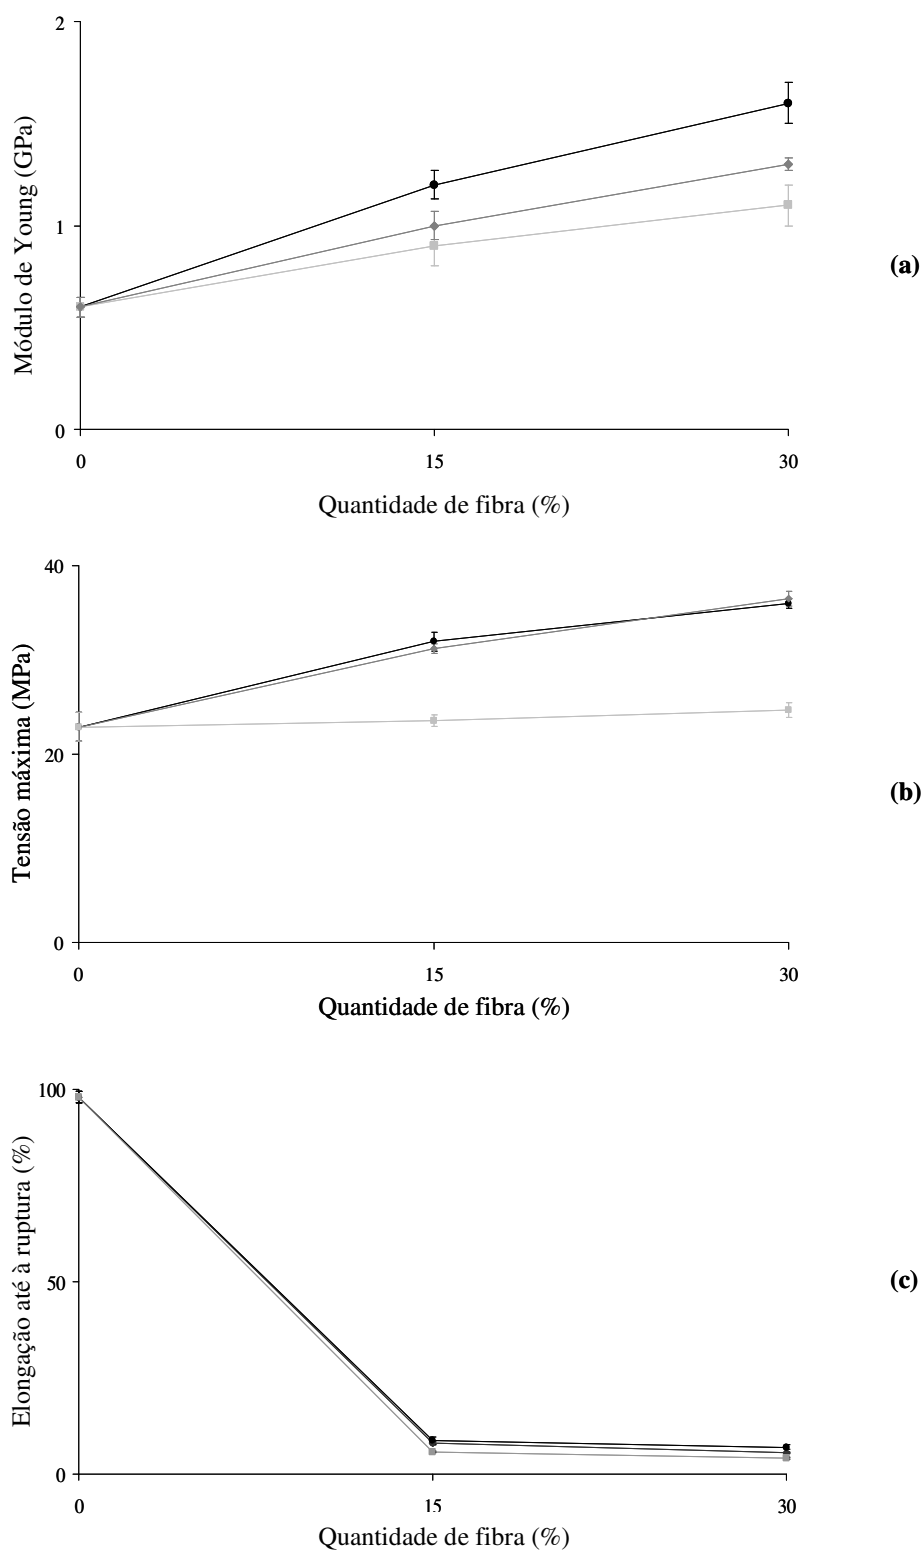 2
Módulo de Young (GPa)
1
(a)
0
0 15 30
Quantidade de fibra (%)
40
Tensão máxima (MPa)
20
(b)
0
0 15 30
Quantidade de fibra (%)
100
Elongação até à ruptura (%)
50
(c)
0
0 15 30
Quantidade de fibra (%)